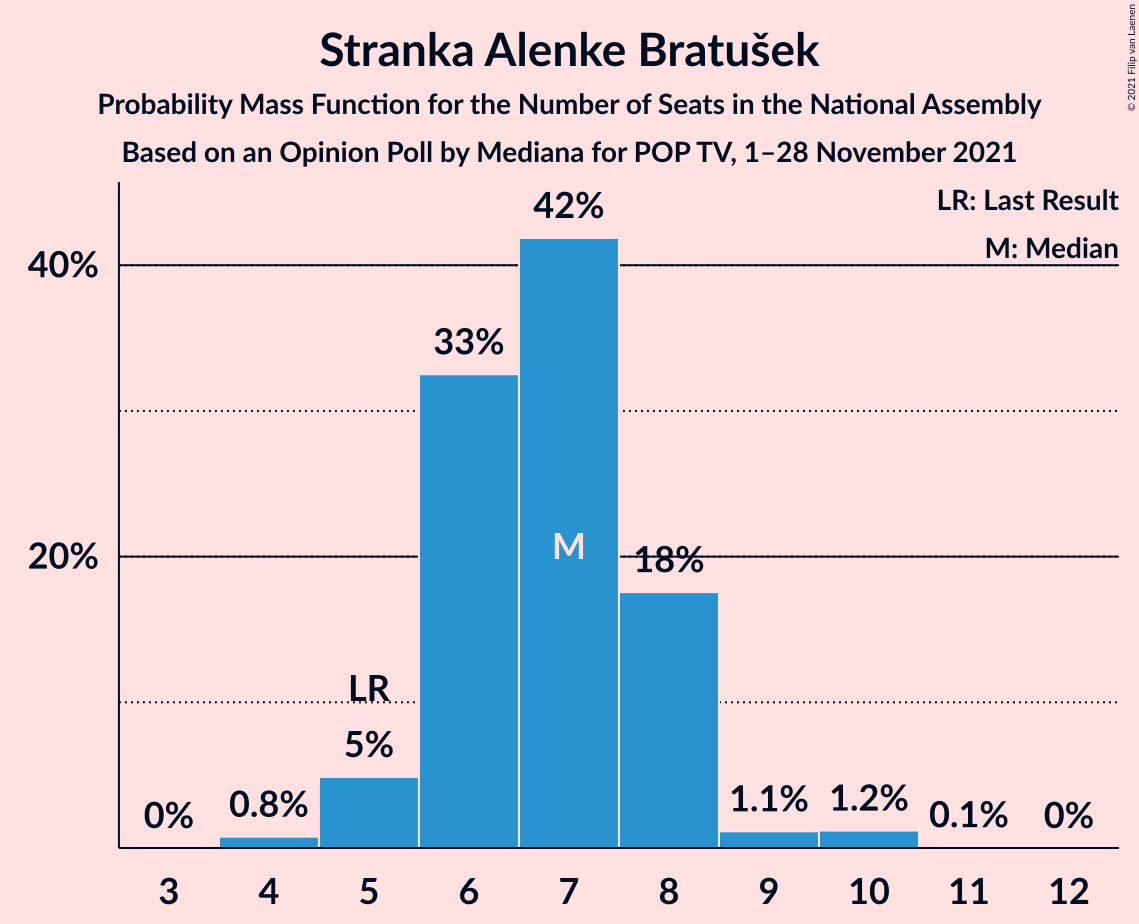 Stranka Alenke Bratušek
Probability Mass Function for the Number of Seats in the National Assembly
Based on an Opinion Poll by Mediana for POP TV, 1–28 November 2021
© 2021 Filip van Laenen
LR: Last Result
M: Median
40%
20%
0%
0.8%
LR
5%
33%
42%
M
18%
1.1%
1.2%
0.1%
0%
3 4 5 6 7 8 9 10 11 12